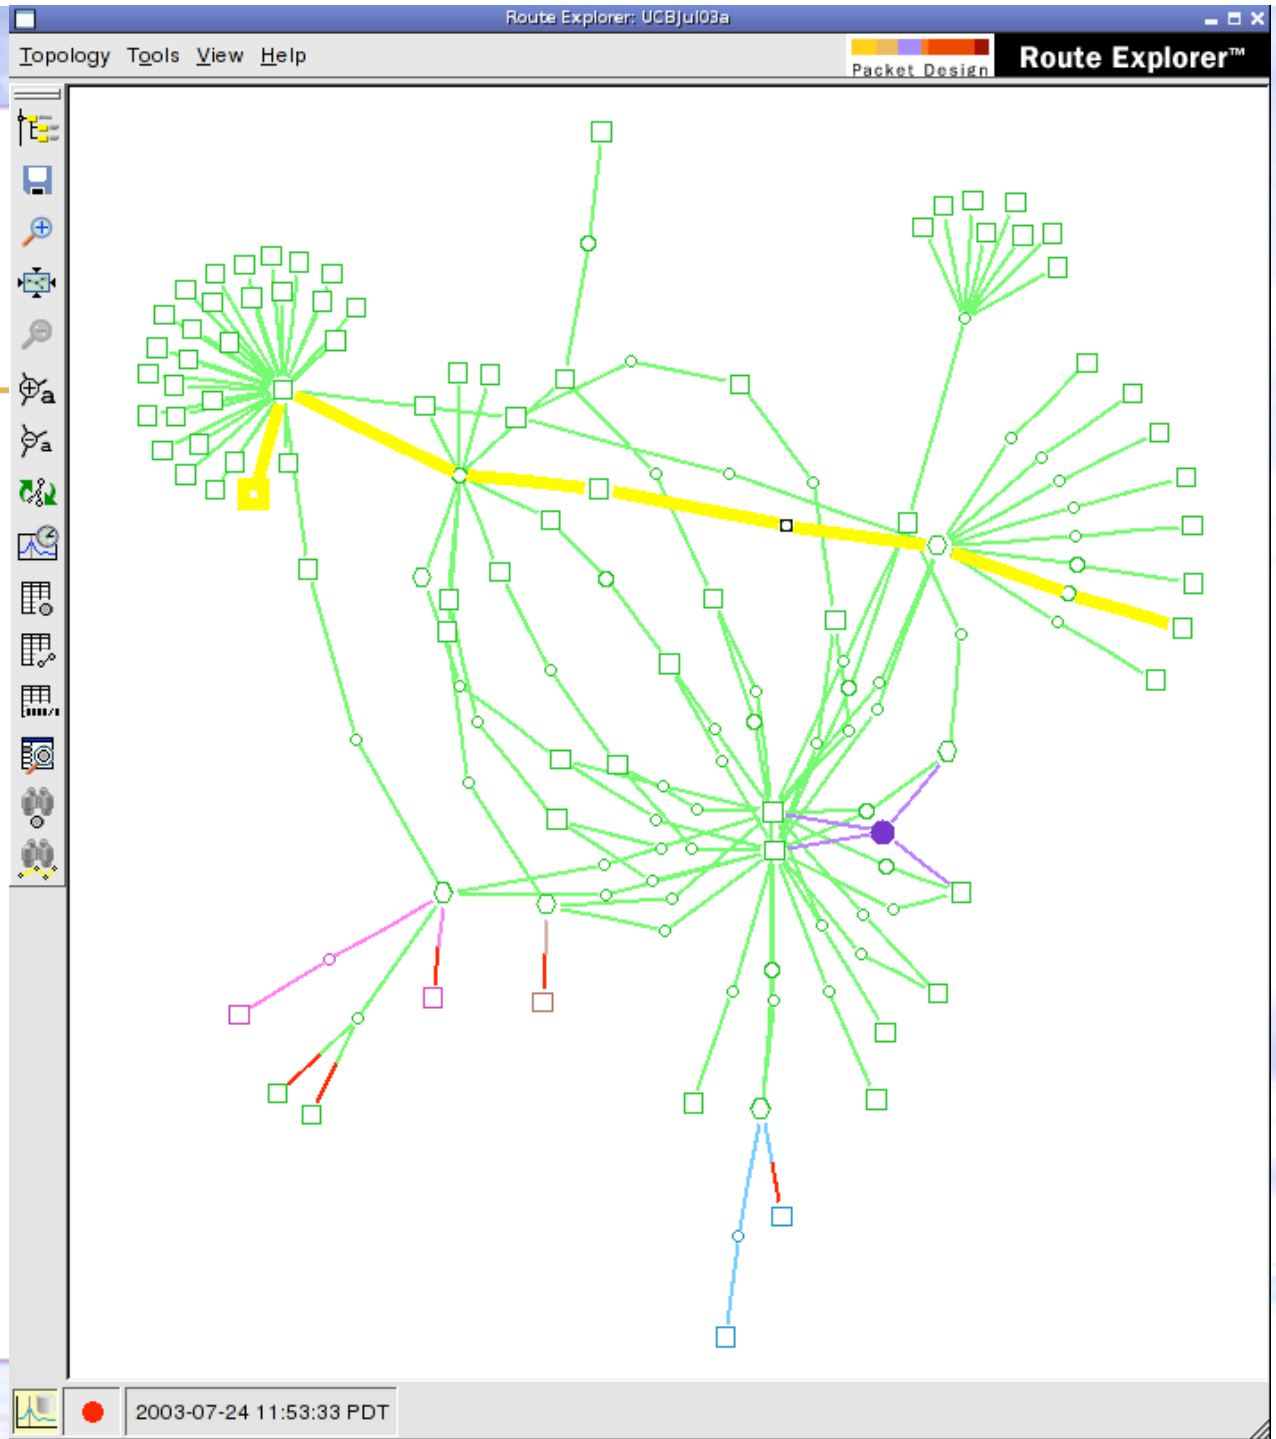 Route Explorer: UCBJul03a
Topology Tools View Help
Packet Design
Route Explorer™
2003-07-24 11:53:33 PDT